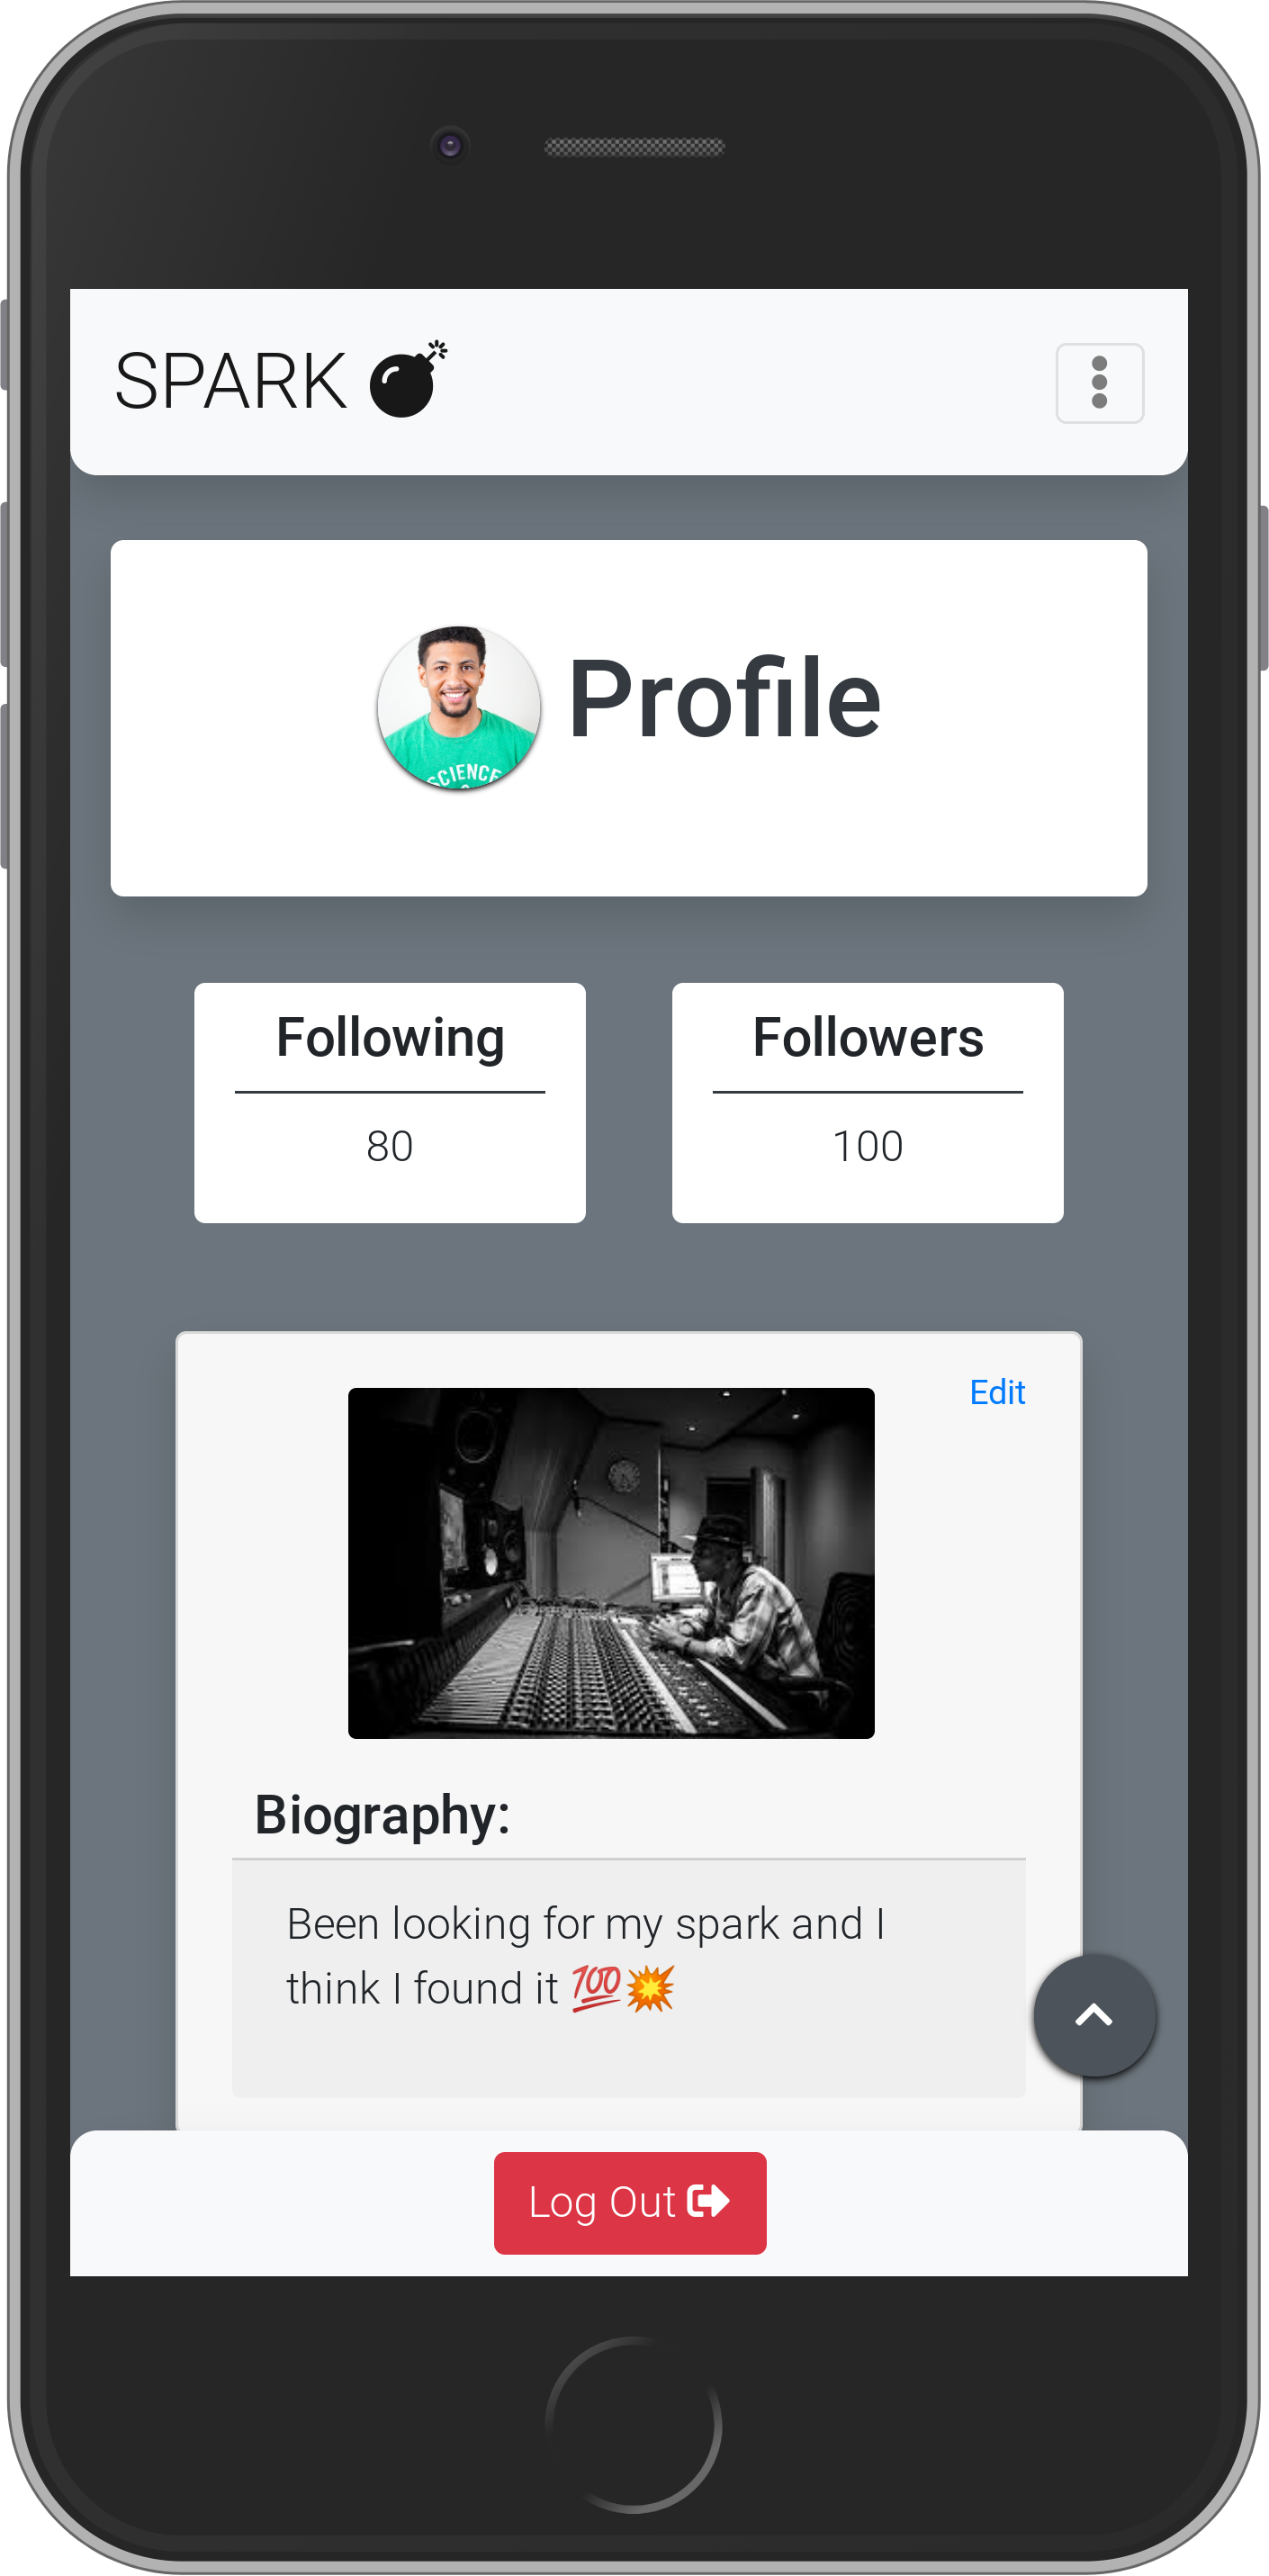 SPARK
Profile
SCIENCE
Following
Followers
80
100
Edit
Biography:
Been looking for my spark and I
think I found it 💯💥
Log Out